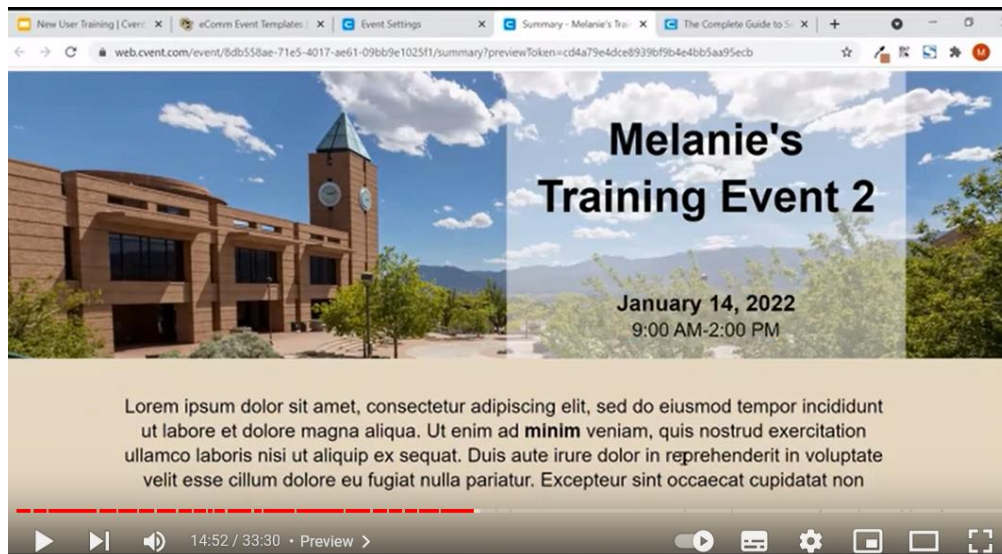 New User Training | Cvent
eComm Event Templates
Event Settings
Summary - Melanie's Trai
The Complete Guide to S
web.cvent.com/event/8db558ae-71e5-4017-ae61-09bb9e1025f1/summary?previewToken=cd4a79e4dce8939bf9b4e4bb5aa95ecb
M
Melanie's
Training Event 2
January 14, 2022
9:00 AM-2:00 PM
Lorem ipsum dolor sit amet, consectetur adipiscing elit, sed do eiusmod tempor incididunt
ut labore et dolore magna aliqua. Ut enim ad minim veniam, quis nostrud exercitation
ullamco laboris nisi ut aliquip ex sequat. Duis aute irure dolor in reprehenderit in voluptate
velit esse cillum dolore eu fugiat nulla pariatur. Excepteur sint occaecat cupidatat non
14:52 / 33:30 • Preview